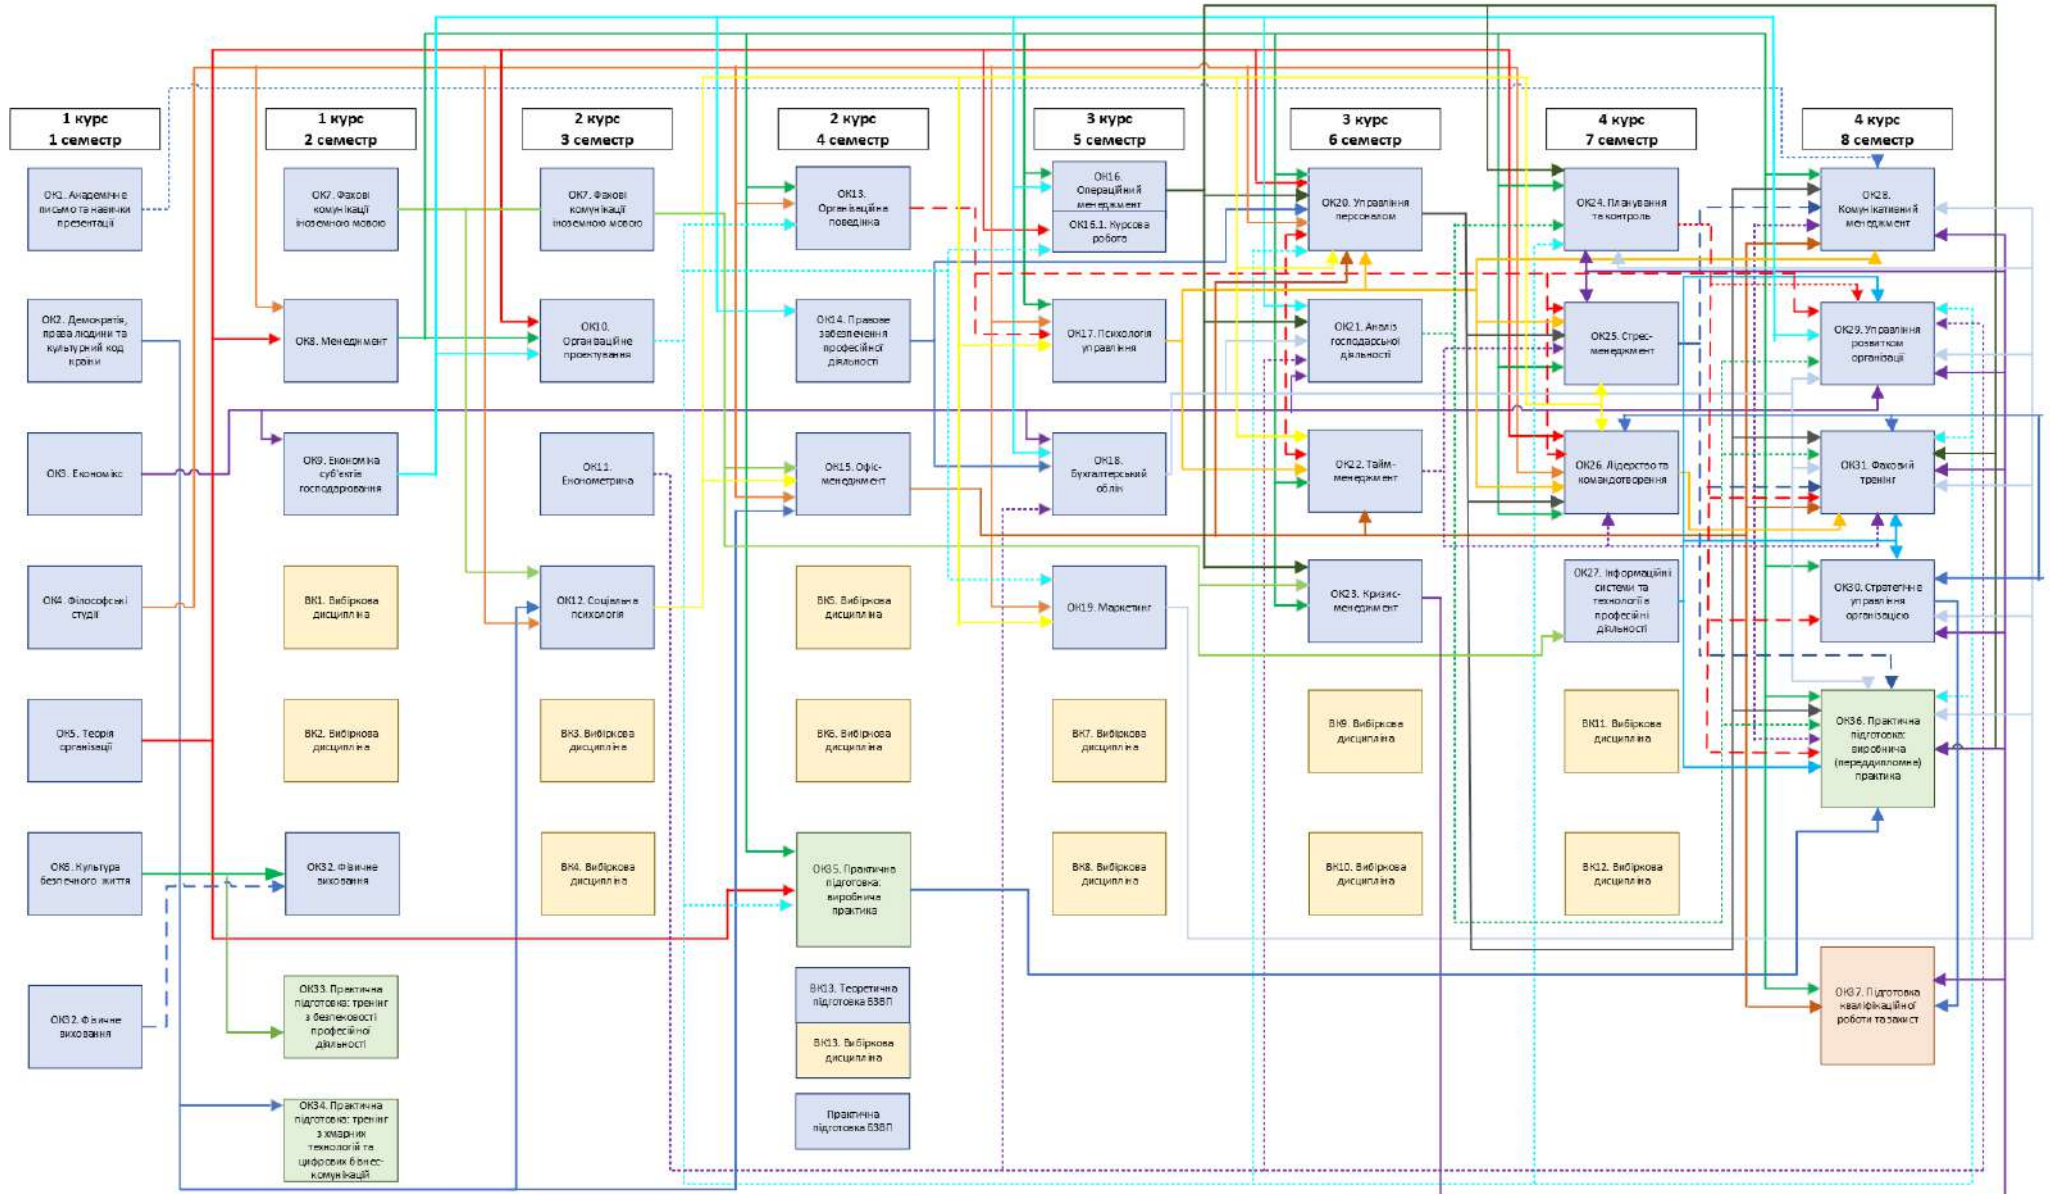 1 курс
1 семестр
ОК1. Академічне
письмо та навички
презентації
ОК2. Демократія,
права людини та
культурний код
країни
ОК3. Економікс
ОК4. Філософські
студії
ОК5. Теорія
організації
ОК6. Культура
безпечного життя
ОК32. Фізичне
виховання
1 курс
2 семестр
ОК7. Фахові
комунікації
іноземною мовою
ОК8. Менеджмент
ОК9. Економіка
суб'єктів
господарювання
ВК1. Вибіркова
дисципліна
ВК2. Вибіркова
дисципліна
ОК32. Фізичне
виховання
ОК33. Практична
підготовка: тренінг
з безпековості
професійної
діяльності
ОК34. Практична
підготовка: тренінг
з хмарних
технологій та
цифрових бізнес-
комунікацій
2 курс
3 семестр
ОК7. Фахові
комунікації
іноземною мовою
ОК10.
Організаційне
проектування
ОК11.
Економетрика
ОК12. Соціальна
психологія
ВК3. Вибіркова
дисципліна
ВК4. Вибіркова
дисципліна
2 курс
4 семестр
ОК13.
Організаційна
поведінка
ОК14. Правове
забезпечення
професійної
діяльності
ОК15. Офіс-
менеджмент
ВК5. Вибіркова
дисципліна
ВК6. Вибіркова
дисципліна
ОК35. Практична
підготовка:
виробнича
практика
ВК13. Теоретична
підготовка БЗВП
ВК13. Вибіркова
дисципліна
Практична
підготовка БЗВП
3 курс
5 семестр
ОК16.
Операційний
менеджмент
ОК16.1. Курсова
робота
ОК17. Психологія
управління
ОК18.
Бухгалтерський
облік
ОК19. Маркетинг
ВК7. Вибіркова
дисципліна
ВК8. Вибіркова
дисципліна
3 курс
6 семестр
ОК20. Управління
персоналом
ОК21. Аналіз
господарської
діяльності
ОК22. Тайм-
менеджмент
ОК23. Кризис-
менеджмент
ВК9. Вибіркова
дисципліна
ВК10. Вибіркова
дисципліна
4 курс
7 семестр
ОК24. Планування
та контроль
ОК25. Стрес-
менеджмент
ОК26. Лідерство та
командотворення
ОК27. Інформаційні
системи та
технології в
професійні
діяльності
ВК11. Вибіркова
дисципліна
ВК12. Вибіркова
дисципліна
4 курс
8 семестр
ОК28.
Комунікативний
менеджмент
ОК29. Управління
розвитком
організації
ОК31. Фаховий
тренінг
ОК30. Стратегічне
управління
організацією
ОК36. Практична
підготовка:
виробнича
(переддипломна)
практика
ОК37. Підготовка
кваліфікаційної
роботи та захист